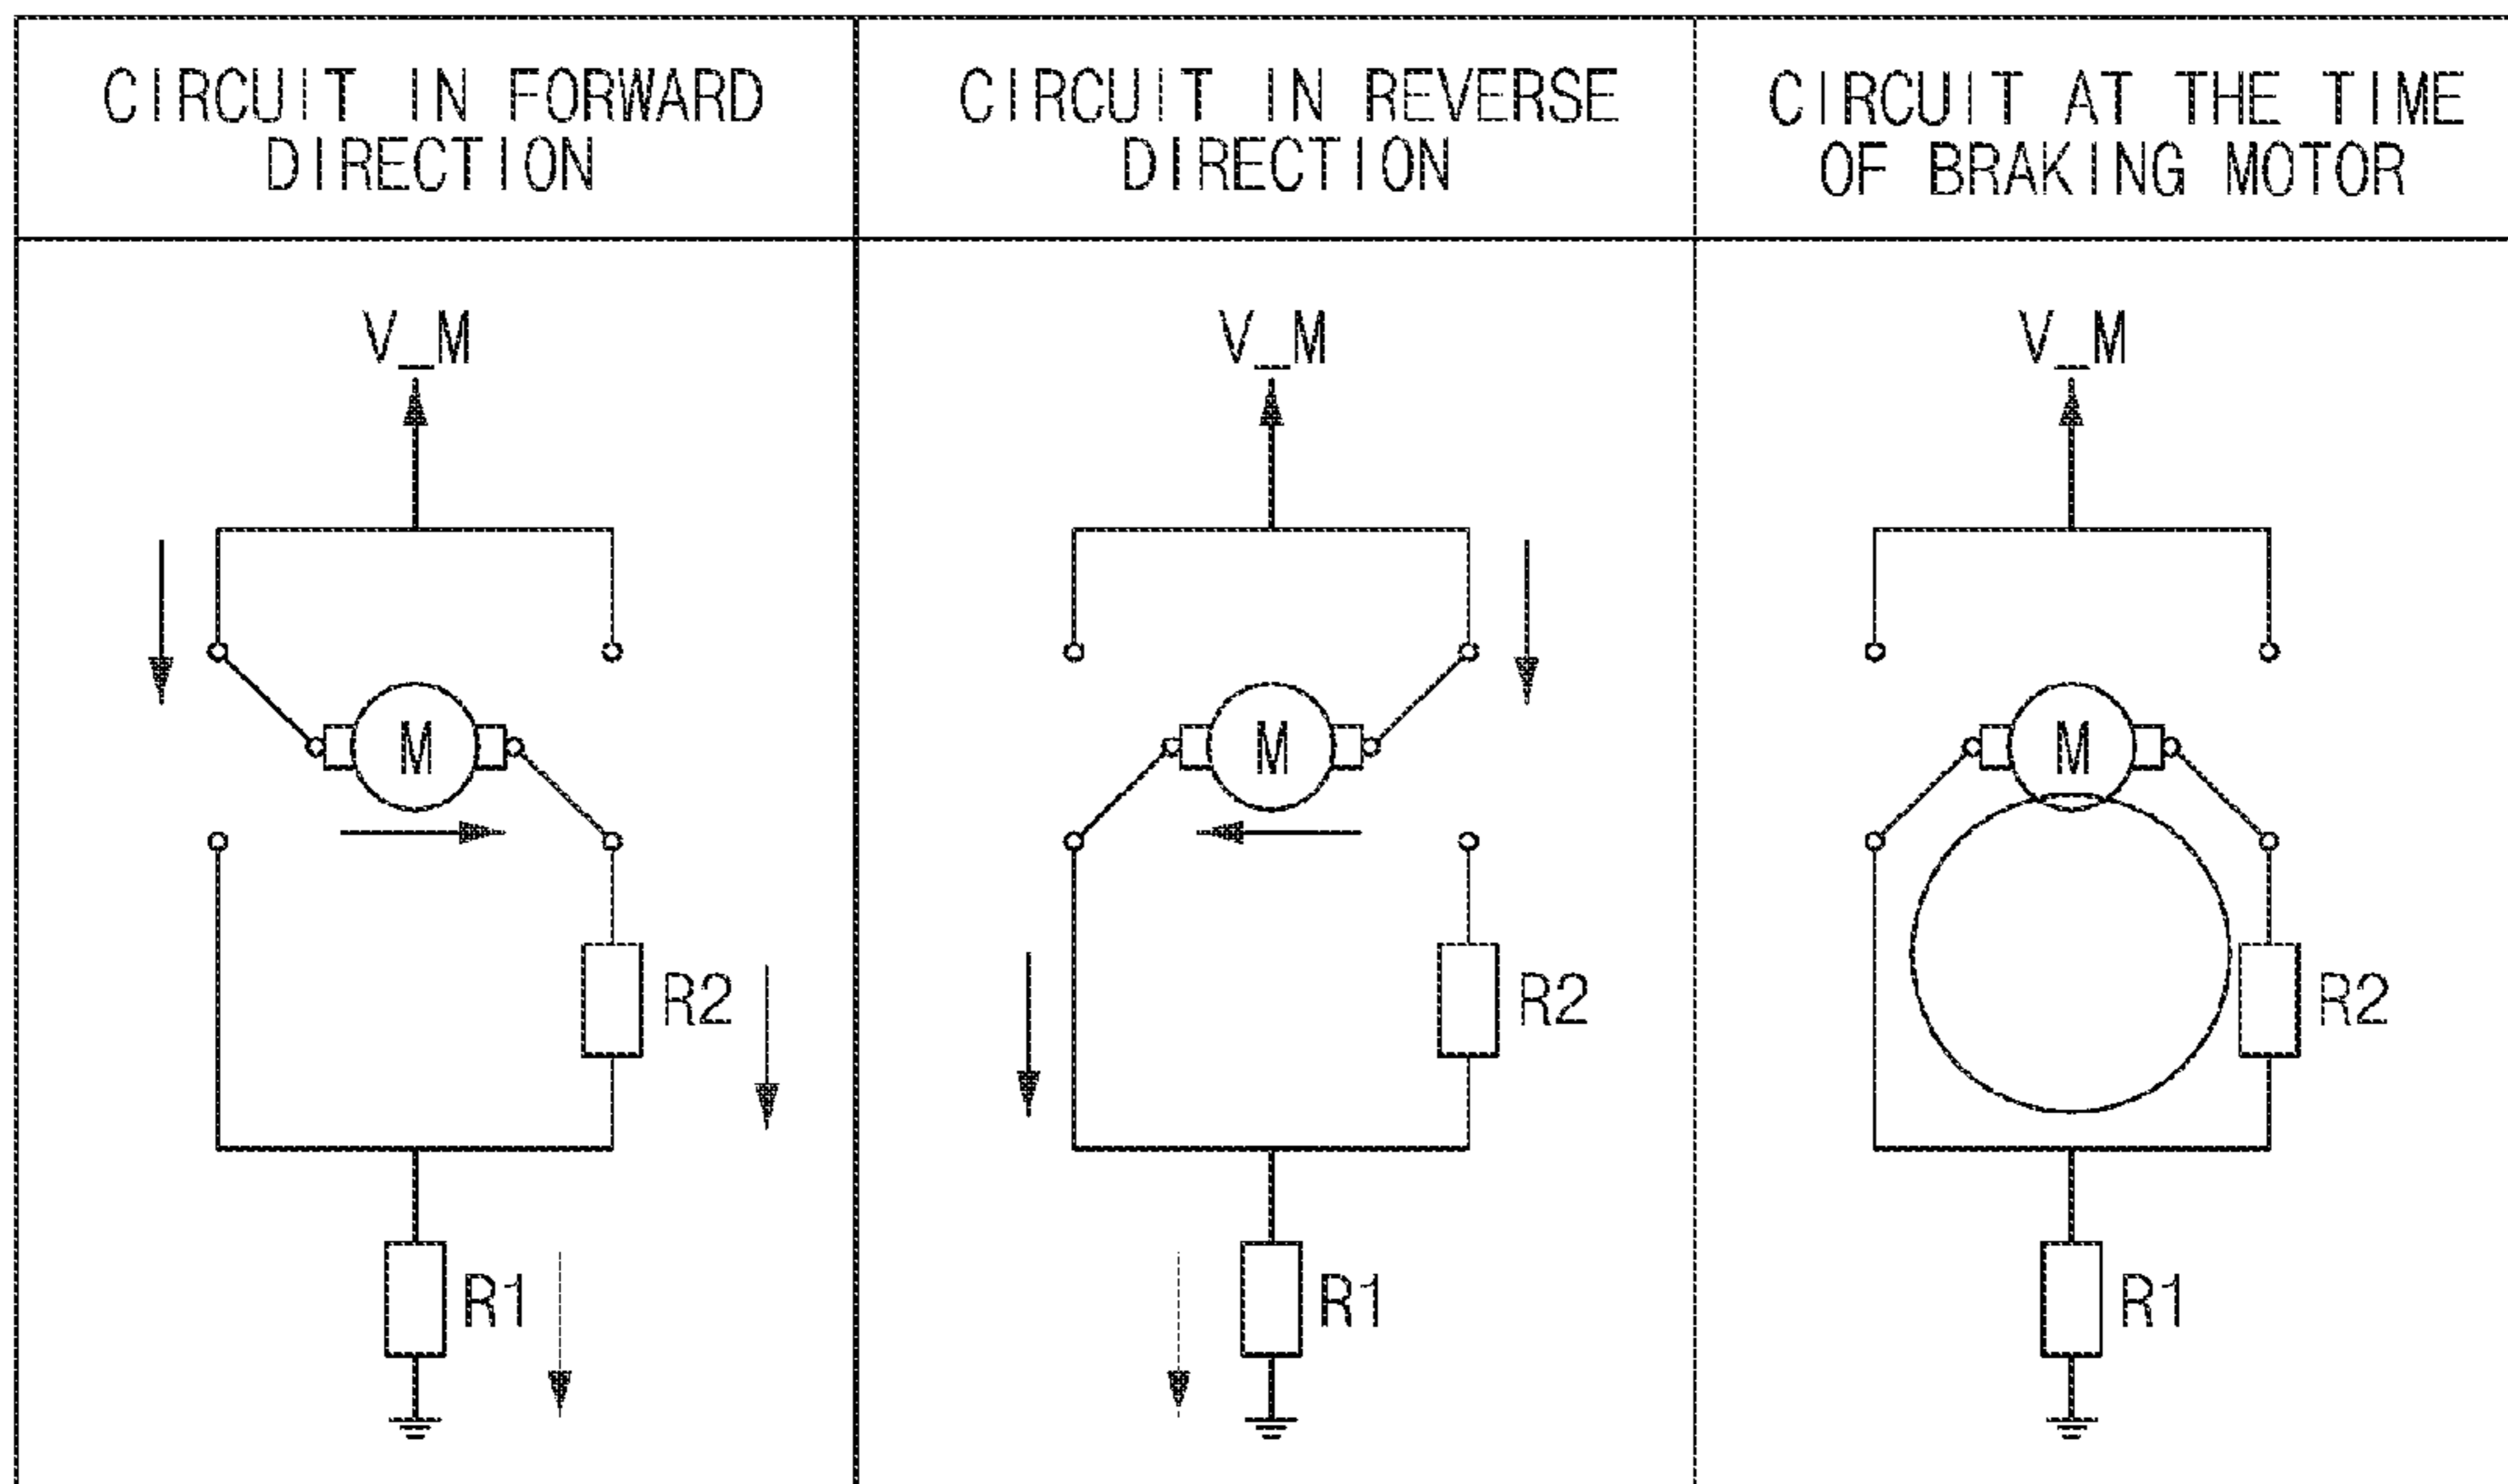 CIRCUIT IN FORWARD
DIRECTION
CIRCUIT IN REVERSE
DIRECTION
CIRCUIT AT THE TIME
OF BRAKING MOTOR
V_M
M
R2
R1
V_M
M
R2
R1
V_M
M
R2
R1